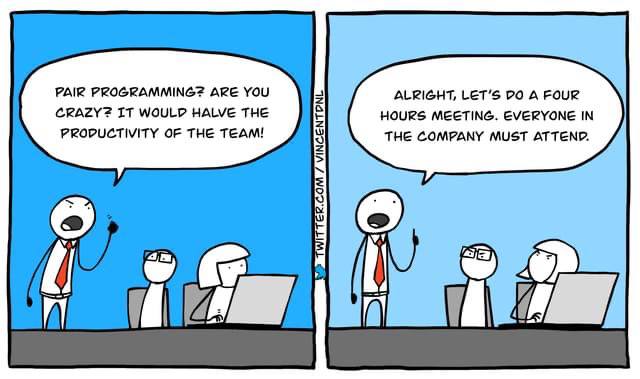 PAIR PROGRAMMING? ARE YOU
CRAZY? IT WOULD HALVE THE
PRODUCTIVITY OF THE TEAM!
TWITTER.COM / VINCENTDNL
ALRIGHT, LET'S DO A FOUR
HOURS MEETING. EVERYONE IN
THE COMPANY MUST ATTEND.